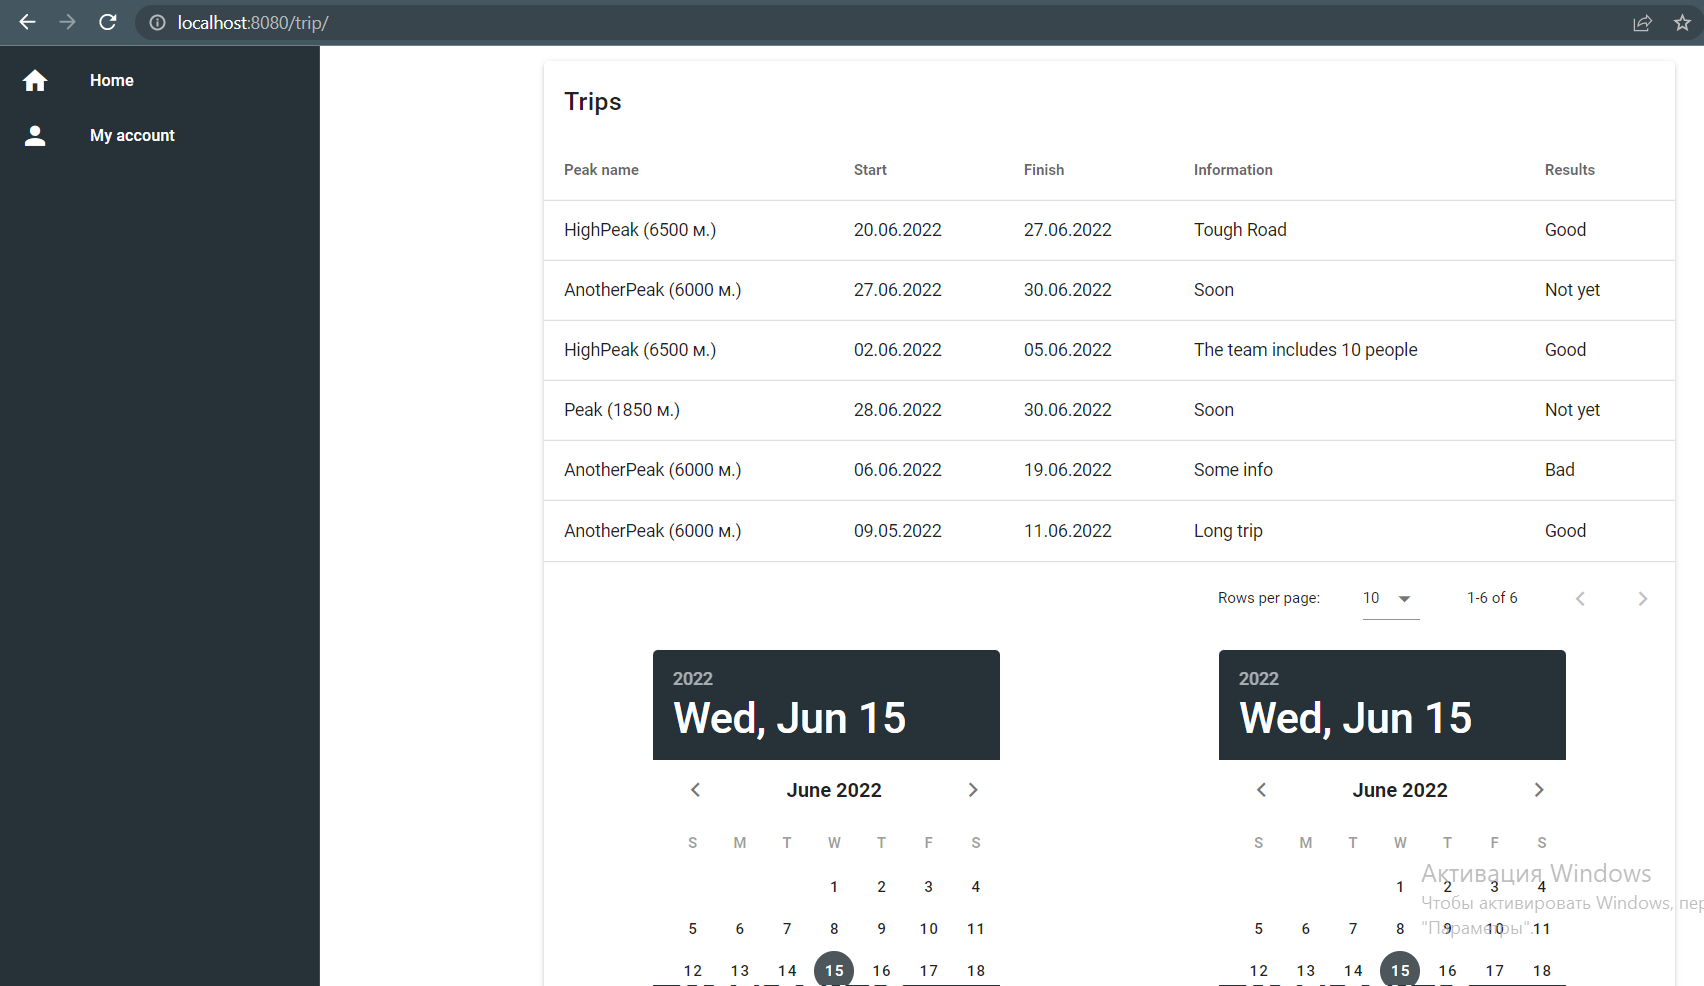 localhost:8080/trip/
Home
My account
Trips
Peak name Start Finish Information Results
HighPeak (6500 м.) 20.06.2022 27.06.2022 Tough Road Good
AnotherPeak (6000 м.) 27.06.2022 30.06.2022 Soon Not yet
HighPeak (6500 м.) 02.06.2022 05.06.2022 The team includes 10 people Good
Peak (1850 м.) 28.06.2022 30.06.2022 Soon Not yet
AnotherPeak (6000 м.) 06.06.2022 19.06.2022 Some info Bad
AnotherPeak (6000 м.) 09.05.2022 11.06.2022 Long trip Good
Rows per page: 10 1-6 of 6
2022
Wed, Jun 15
June 2022
S M T W T F S
1 2 3 4
5 6 7 8 9 10 11
12 13 14 15 16 17 18
2022
Wed, Jun 15
June 2022
S M T W T F S
1 2 3 4
5 6 7 8 9 10 11
12 13 14 15 16 17 18
Активация Windows
Чтобы активировать Windows, пер
"Параметры".